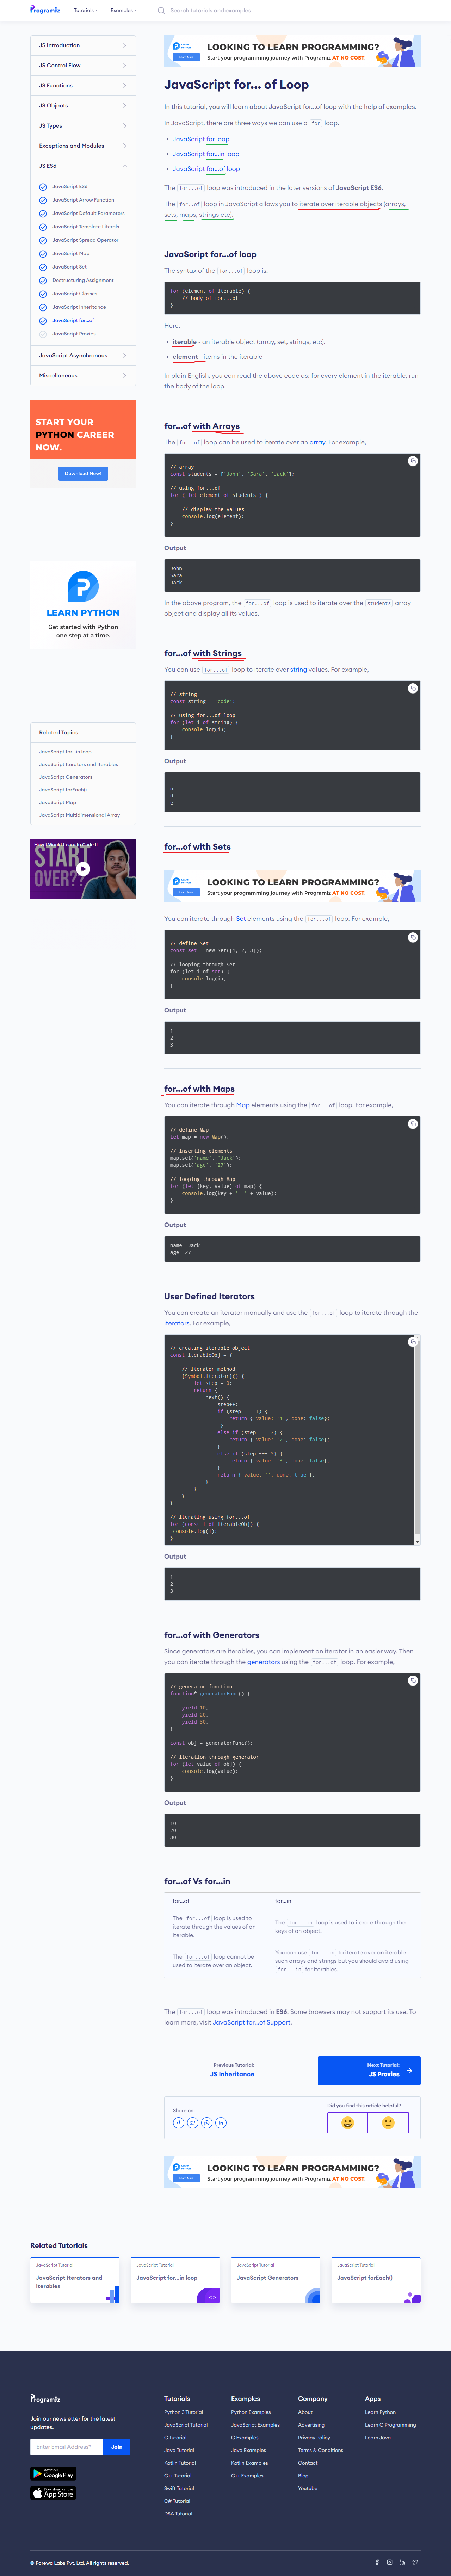 Programiz
Tutorials
Examples
Search tutorials and examples
JS Introduction
JS Control Flow
JS Functions
JS Objects
JS Types
Exceptions and Modules
JS ES6
JavaScript ES6
JavaScript Arrow Function
JavaScript Default Parameters
JavaScript Template Literals
JavaScript Spread Operator
JavaScript Map
JavaScript Set
Destructuring Assignment
JavaScript Classes
JavaScript Inheritance
JavaScript for...of
JavaScript Proxies
JavaScript Asynchronous
Miscellaneous
START YOUR
PYTHON CAREER
NOW.
Download Now!
LEARN PYTHON
Get started with Python
one step at a time.
Related Topics
JavaScript for...in loop
JavaScript Iterators and Iterables
JavaScript Generators
JavaScript forEach()
JavaScript Map
JavaScript Multidimensional Array
START
OVER??
LOOKING TO LEARN PROGRAMMING?
Start your programming journey with Programiz AT NO COST.
JavaScript for... of Loop
In this tutorial, you will learn about JavaScript for...of loop with the help of examples.
In JavaScript, there are three ways we can use a for loop.
JavaScript for loop
JavaScript for...in loop
JavaScript for...of loop
The for...of loop was introduced in the later versions of JavaScript ES6.
The for..of loop in JavaScript allows you to iterate over iterable objects (arrays,
sets, maps, strings etc).
JavaScript for...of loop
The syntax of the for...of loop is:
for (element of iterable) {
// body of for...of
}
Here,
iterable - an iterable object (array, set, strings, etc).
element - items in the iterable
In plain English, you can read the above code as: for every element in the iterable, run
the body of the loop.
for...of with Arrays
The for..of loop can be used to iterate over an array. For example,
// array
const students = ['John', 'Sara', 'Jack'];
// using for...of
for ( let element of students ) {
// display the values
console.log(element);
}
Output
John
Sara
Jack
In the above program, the for...of loop is used to iterate over the students array
object and display all its values.
for...of with Strings
You can use for...of loop to iterate over string values. For example,
// string
const string = 'code';
// using for...of loop
for (let i of string) {
console.log(i);
}
Output
c
o
d
e
for...of with Sets
LOOKING TO LEARN PROGRAMMING?
Start your programming journey with Programiz AT NO COST.
You can iterate through Set elements using the for...of loop. For example,
// define Set
const set = new Set([1, 2, 3]);
// looping through Set
for (let i of set) {
console.log(i);
}
Output
1
2
3
for...of with Maps
You can iterate through Map elements using the for...of loop. For example,
// define Map
let map = new Map();
// inserting elements
map.set('name', 'Jack');
map.set('age', '27');
// looping through Map
for (let [key, value] of map) {
console.log(key + '- ' + value);
}
Output
name- Jack
age- 27
User Defined Iterators
You can create an iterator manually and use the for...of loop to iterate through the
iterators. For example,
// creating iterable object
const iterableObj = {
// iterator method
[Symbol.iterator]() {
let step = 0;
return {
next() {
step++;
if (step === 1) {
return { value: '1', done: false};
}
else if (step === 2) {
return { value: '2', done: false};
}
else if (step === 3) {
return { value: '3', done: false};
}
return { value: '', done: true };
}
}
}
}
// iterating using for...of
for (const i of iterableObj) {
console.log(i);
}
Output
1
2
3
for...of with Generators
Since generators are iterables, you can implement an iterator in an easier way. Then
you can iterate through the generators using the for...of loop. For example,
// generator function
function* generatorFunc() {
yield 10;
yield 20;
yield 30;
}
const obj = generatorFunc();
// iteration through generator
for (let value of obj) {
console.log(value);
}
Output
10
20
30
for...of Vs for...in
for...of
for...in
The for...of loop is used to
iterate through the values of an
iterable.
The for...in loop is used to iterate through the
keys of an object.
The for...of loop cannot be
used to iterate over an object.
You can use for...in to iterate over an iterable
such arrays and strings but you should avoid using
for...in for iterables.
The for...of loop was introduced in ES6. Some browsers may not support its use. To
learn more, visit JavaScript for...of Support.
Previous Tutorial:
JS Inheritance
Next Tutorial:
JS Proxies
Share on:
Did you find this article helpful?
LOOKING TO LEARN PROGRAMMING?
Start your programming journey with Programiz AT NO COST.
Related Tutorials
JavaScript Tutorial
JavaScript Iterators and
Iterables
JavaScript Tutorial
JavaScript for...in loop
JavaScript Tutorial
JavaScript Generators
JavaScript Tutorial
JavaScript forEach()
Programiz
Join our newsletter for the latest
updates.
Enter Email Address*
Join
Google Play
App Store
Tutorials
Python 3 Tutorial
JavaScript Tutorial
C Tutorial
Java Tutorial
Kotlin Tutorial
C++ Tutorial
Swift Tutorial
C# Tutorial
DSA Tutorial
Examples
Python Examples
JavaScript Examples
C Examples
Java Examples
Kotlin Examples
C++ Examples
Company
About
Advertising
Privacy Policy
Terms & Conditions
Contact
Blog
Youtube
Apps
Learn Python
Learn C Programming
Learn Java
© Parewa Labs Pvt. Ltd. All rights reserved.